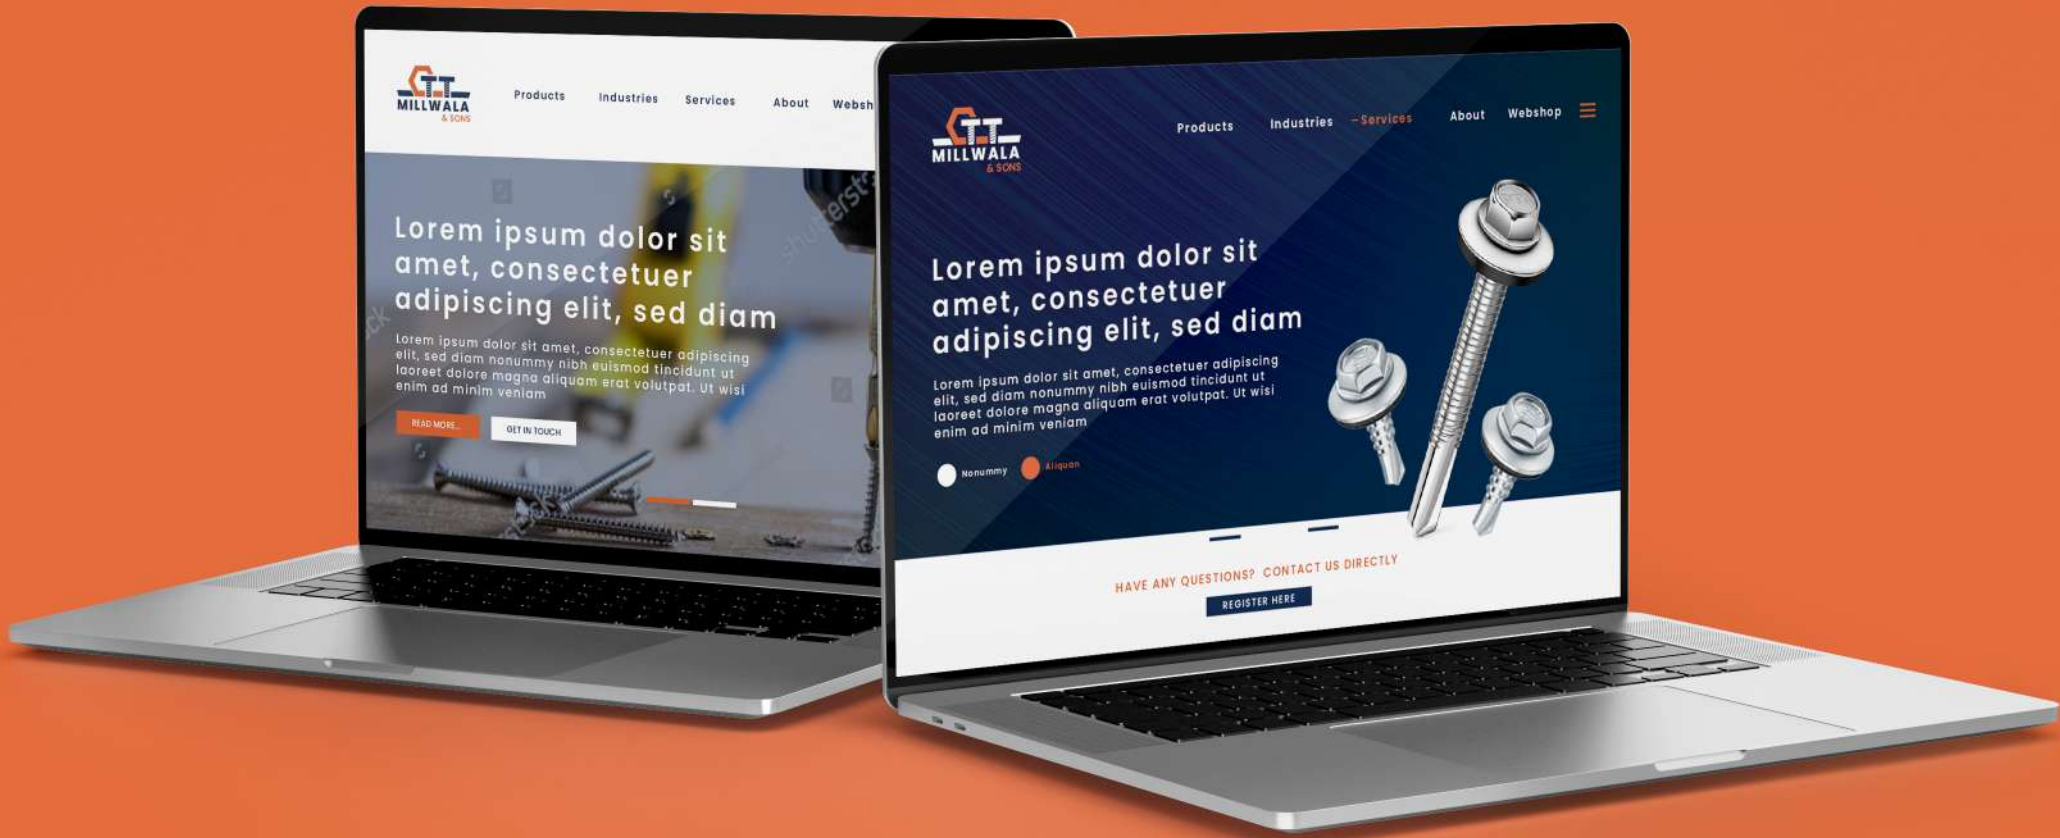 TT
MILLWALA
& SONS
Products Industries Services About Websh
Lorem ipsum dolor sit
amet, consectetuer
adipiscing elit, sed diam
Lorem ipsum dolor sit amet, consectetuer adipiscing
elit, sed diam nonummy nibh euismod tincidunt ut
laoreet dolore magna aliquam erat volutpat. Ut wisi
enim ad minim veniam
READ MORE... GET IN TOUCH
TT
MILLWALA
& SONS
Products Industries Services About Webshop
Lorem ipsum dolor sit
amet, consectetuer
adipiscing elit, sed diam
Lorem ipsum dolor sit amet, consectetuer adipiscing
elit, sed diam nonummy nibh euismod tincidunt ut
laoreet dolore magna aliquam erat volutpat. Ut wisi
enim ad minim veniam
Nonummy Aliquan
HAVE ANY QUESTIONS? CONTACT US DIRECTLY
REGISTER HERE